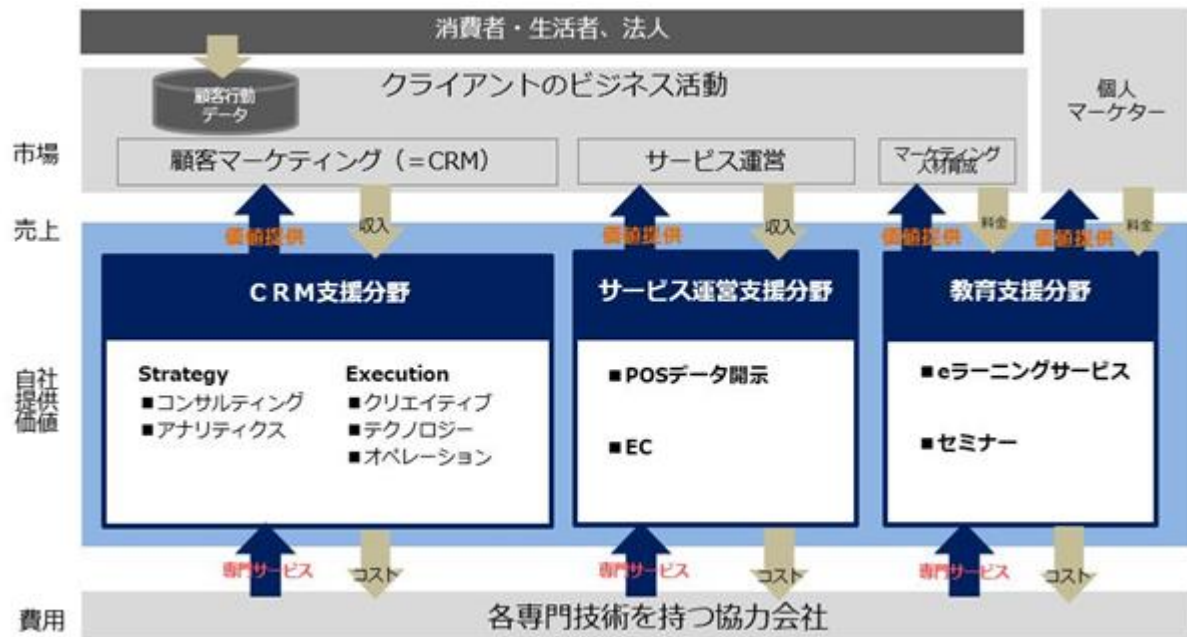 消費者・生活者、法人
クライアントのビジネス活動
顧客行動
データ
個人
マーケター
市場
顧客マーケティング（＝CRM）
サービス運営
マーケティング
人材育成
売上
価値提供
収入
価値提供
収入
価値提供
料金
価値提供
料金
ＣＲＭ支援分野
サービス運営支援分野
教育支援分野
自社
提供
価値
Strategy
■コンサルティング
■アナリティクス
Execution
■クリエイティブ
■テクノロジー
■オペレーション
■POSデータ開示
■EC
■eラーニングサービス
■セミナー
専門サービス
コスト
専門サービス
コスト
専門サービス
コスト
費用
各専門技術を持つ協力会社